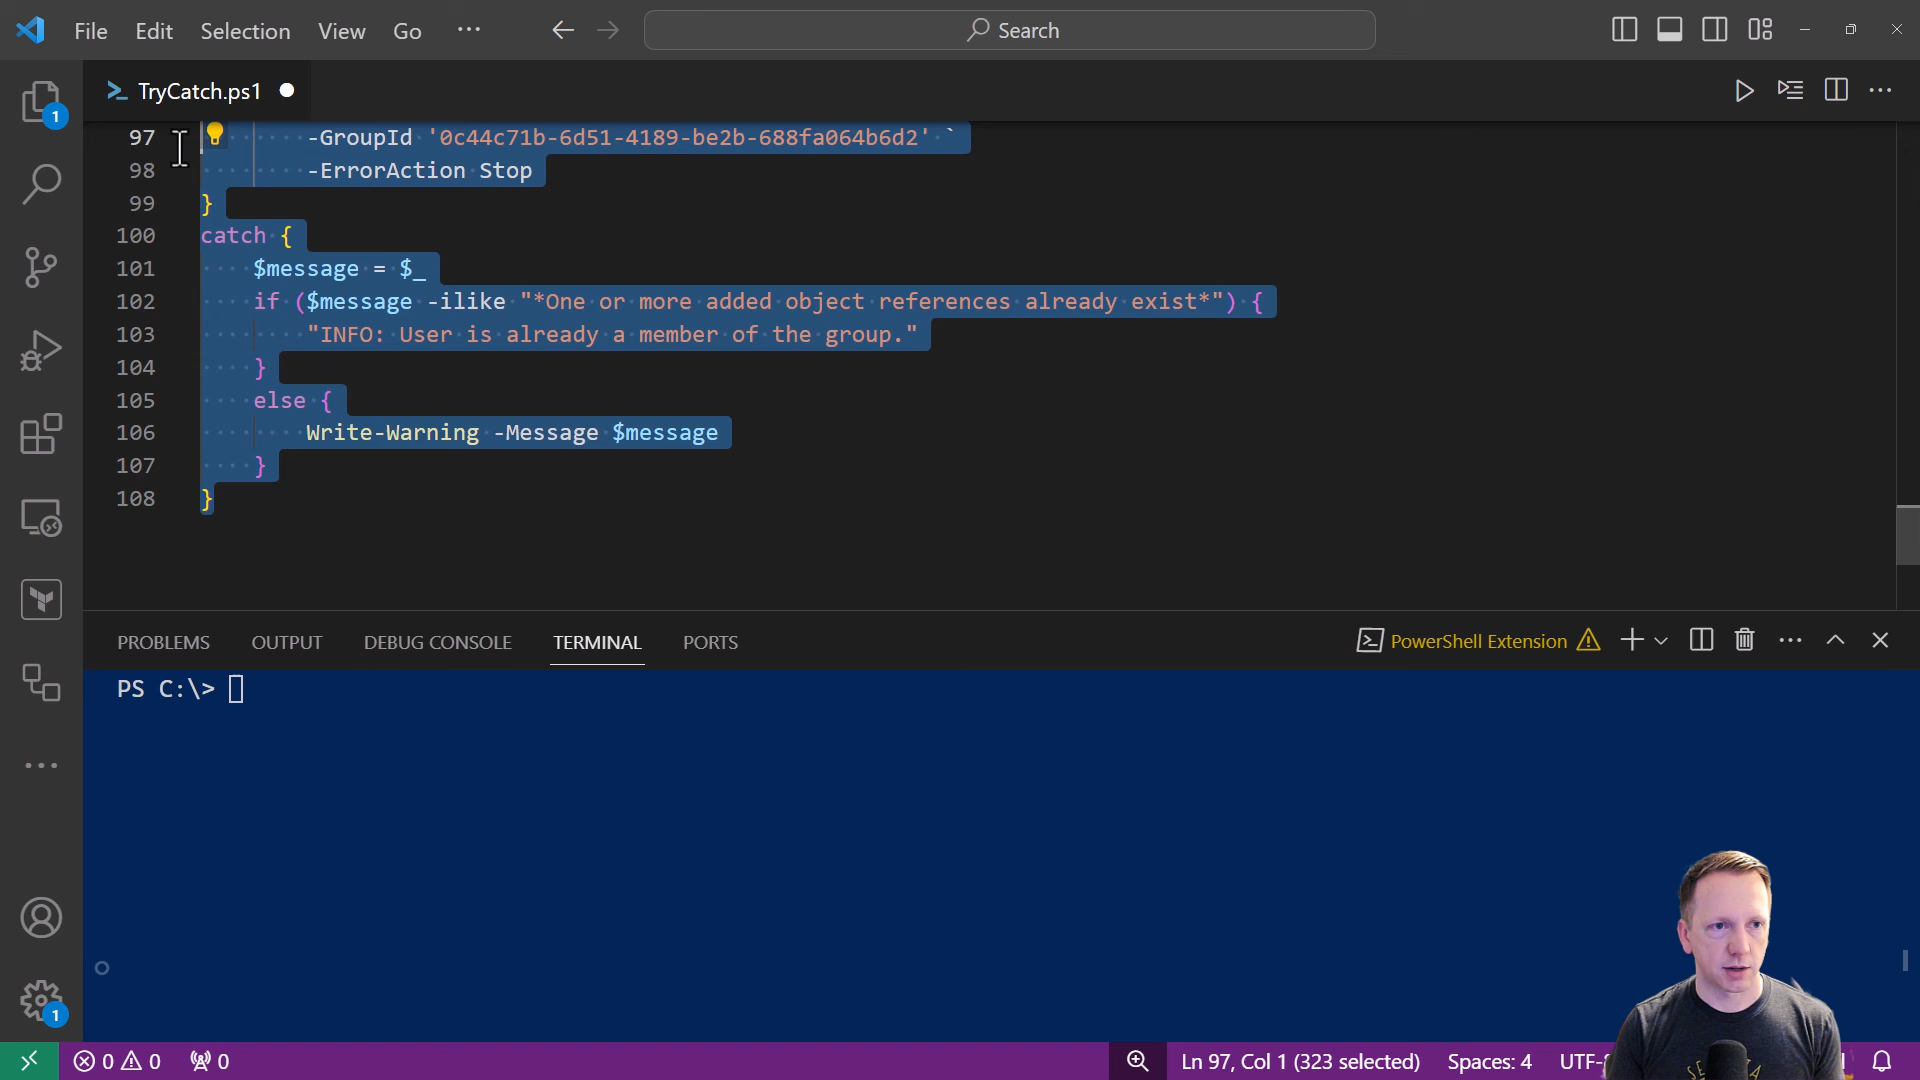 File Edit Selection View Go ··· Search
TryCatch.ps1
97 -GroupId '0c44c71b-6d51-4189-be2b-688fa064b6d2' `
98 -ErrorAction Stop
99 }
100 catch {
101 $message = $_
102 if ($message -ilike "*One or more added object references already exist*") {
103 "INFO: User is already a member of the group."
104 }
105 else {
106 Write-Warning -Message $message
107 }
108 }
1
PROBLEMS OUTPUT DEBUG CONSOLE TERMINAL PORTS PowerShell Extension
PS C:\>
1
0 0 0 Ln 97, Col 1 (323 selected) Spaces: 4